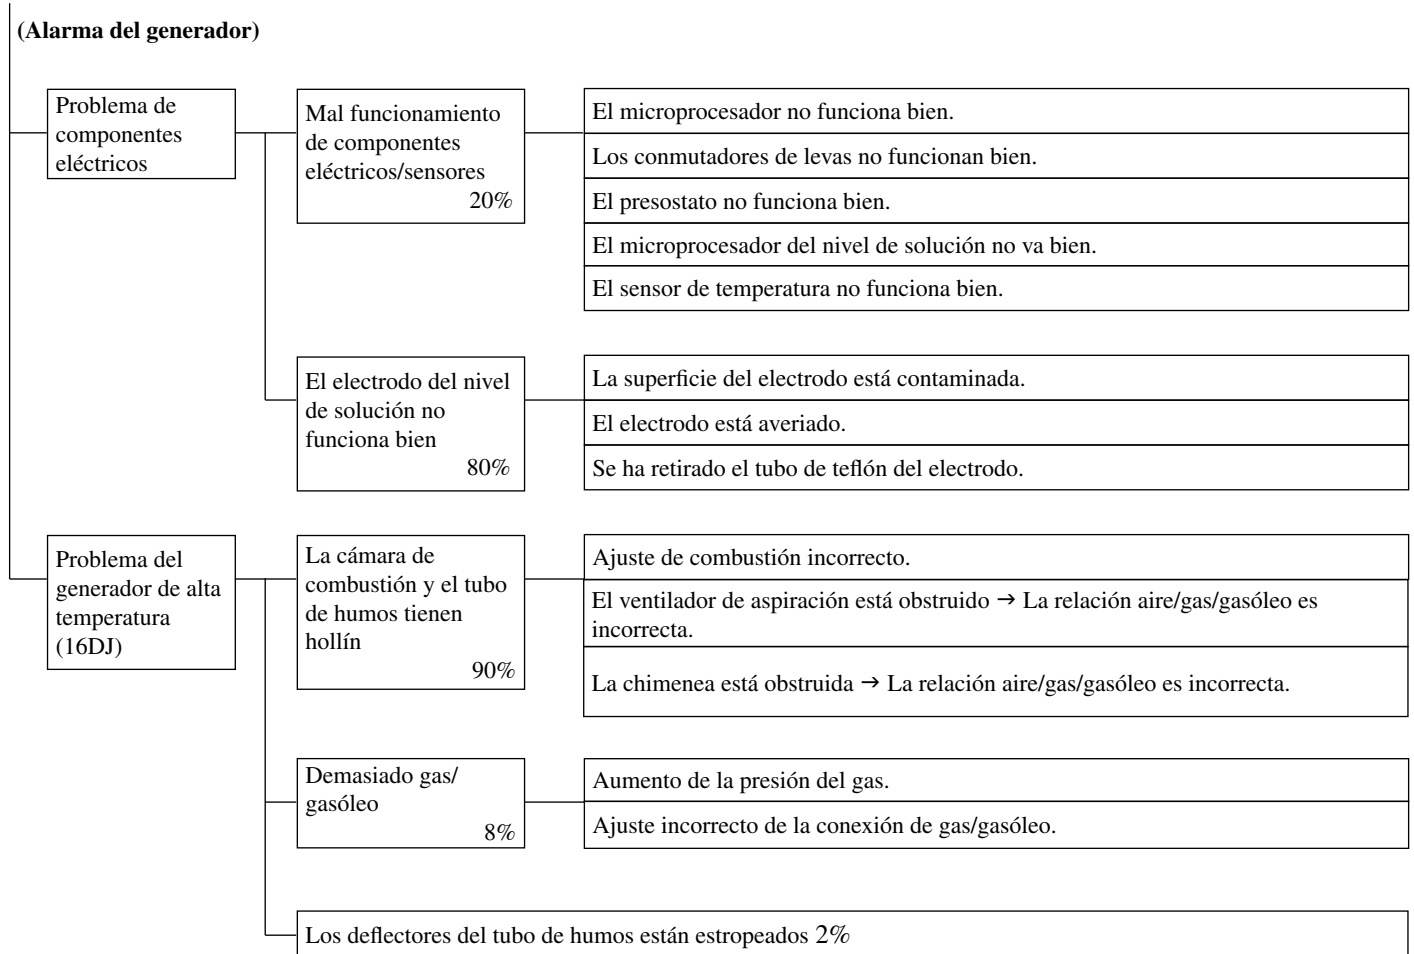 (Alarma del generador)
Problema de
componentes
eléctricos
Mal funcionamiento
de componentes
eléctricos/sensores
20%
El microprocesador no funciona bien.
Los conmutadores de levas no funcionan bien.
El presostato no funciona bien.
El microprocesador del nivel de solución no va bien.
El sensor de temperatura no funciona bien.
El electrodo del nivel
de solución no
funciona bien
80%
La superficie del electrodo está contaminada.
El electrodo está averiado.
Se ha retirado el tubo de teflón del electrodo.
Problema del
generador de alta
temperatura
(16DJ)
La cámara de
combustión y el tubo
de humos tienen
hollín
90%
Ajuste de combustión incorrecto.
El ventilador de aspiración está obstruido → La relación aire/gas/gasóleo es
incorrecta.
La chimenea está obstruida → La relación aire/gas/gasóleo es incorrecta.
Demasiado gas/
gasóleo
8%
Aumento de la presión del gas.
Ajuste incorrecto de la conexión de gas/gasóleo.
Los deflectores del tubo de humos están estropeados 2%